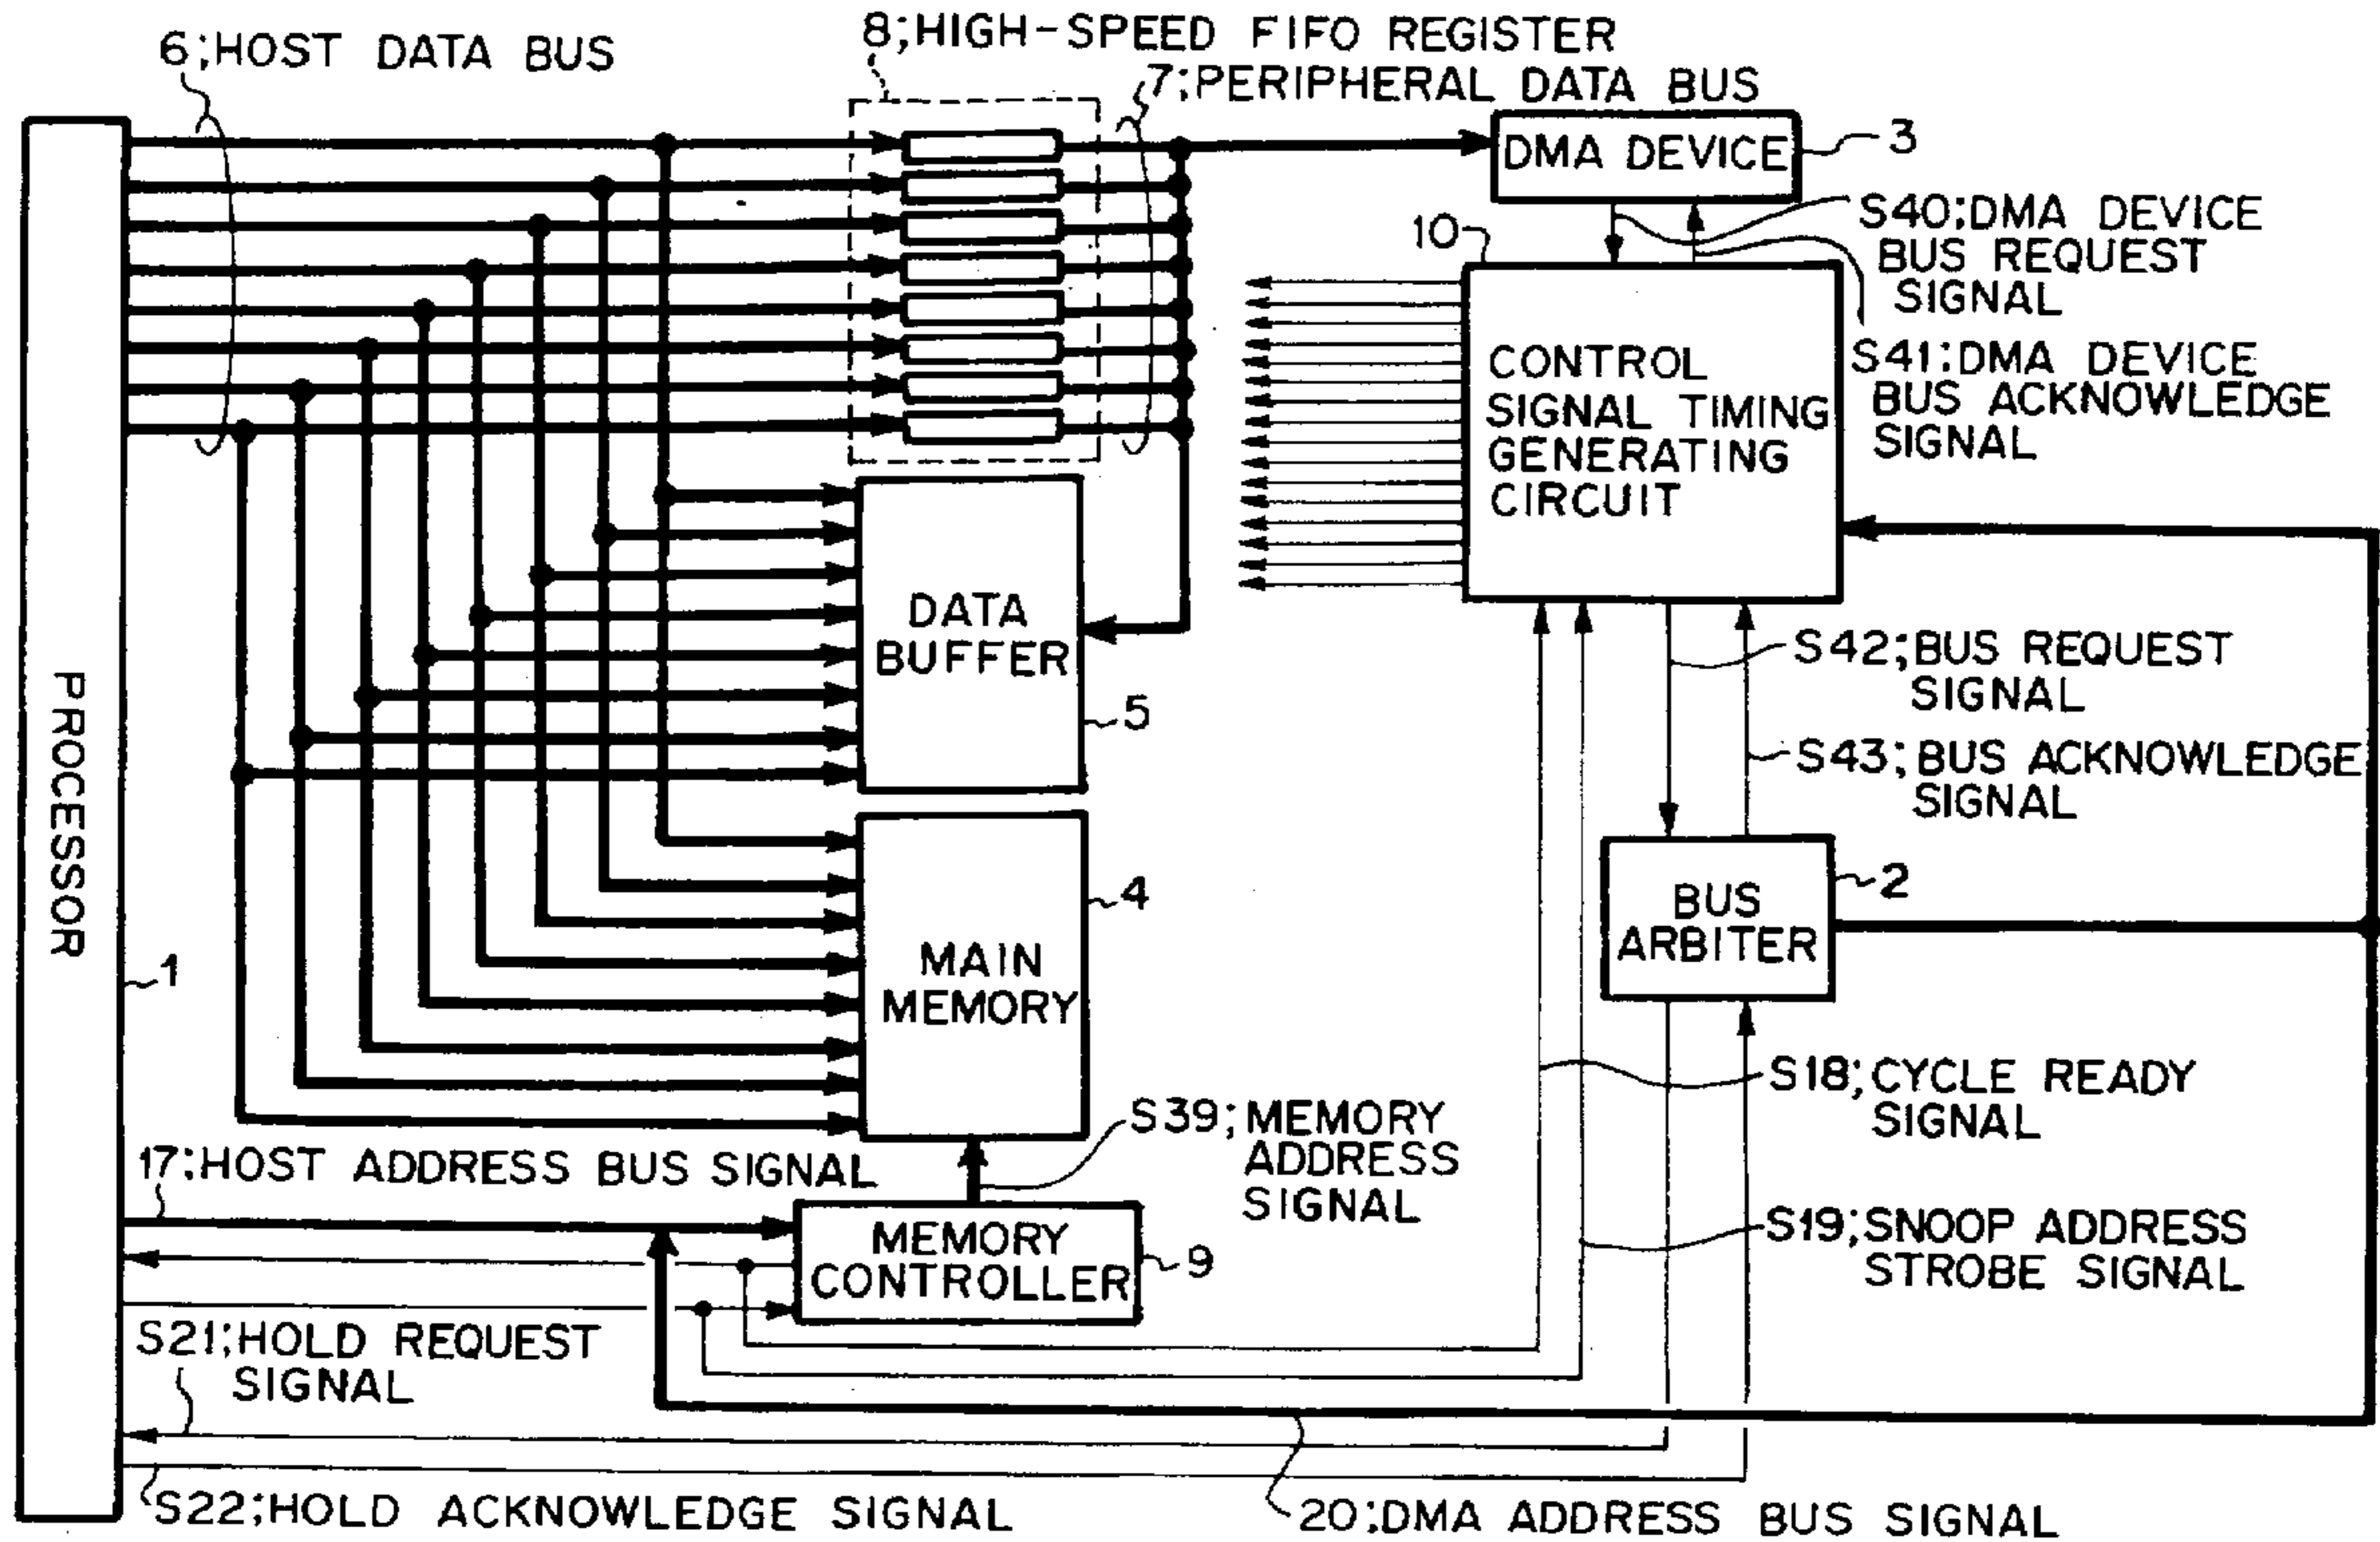 6;HOST DATA BUS
8;HIGH-SPEED FIFO REGISTER
7;PERIPHERAL DATA BUS
DMA DEVICE
3
S40;DMA DEVICE
BUS REQUEST
SIGNAL
10
S41;DMA DEVICE
BUS ACKNOWLEDGE
SIGNAL
CONTROL
SIGNAL TIMING
GENERATING
CIRCUIT
DATA
BUFFER
5
S42;BUS REQUEST
SIGNAL
S43;BUS ACKNOWLEDGE
SIGNAL
PROCESSOR
1
MAIN
MEMORY
4
BUS
ARBITER
2
S18;CYCLE READY
SIGNAL
S39;MEMORY
ADDRESS
SIGNAL
17;HOST ADDRESS BUS SIGNAL
MEMORY
CONTROLLER
9
S19;SNOOP ADDRESS
STROBE SIGNAL
S21;HOLD REQUEST
SIGNAL
S22;HOLD ACKNOWLEDGE SIGNAL
20;DMA ADDRESS BUS SIGNAL